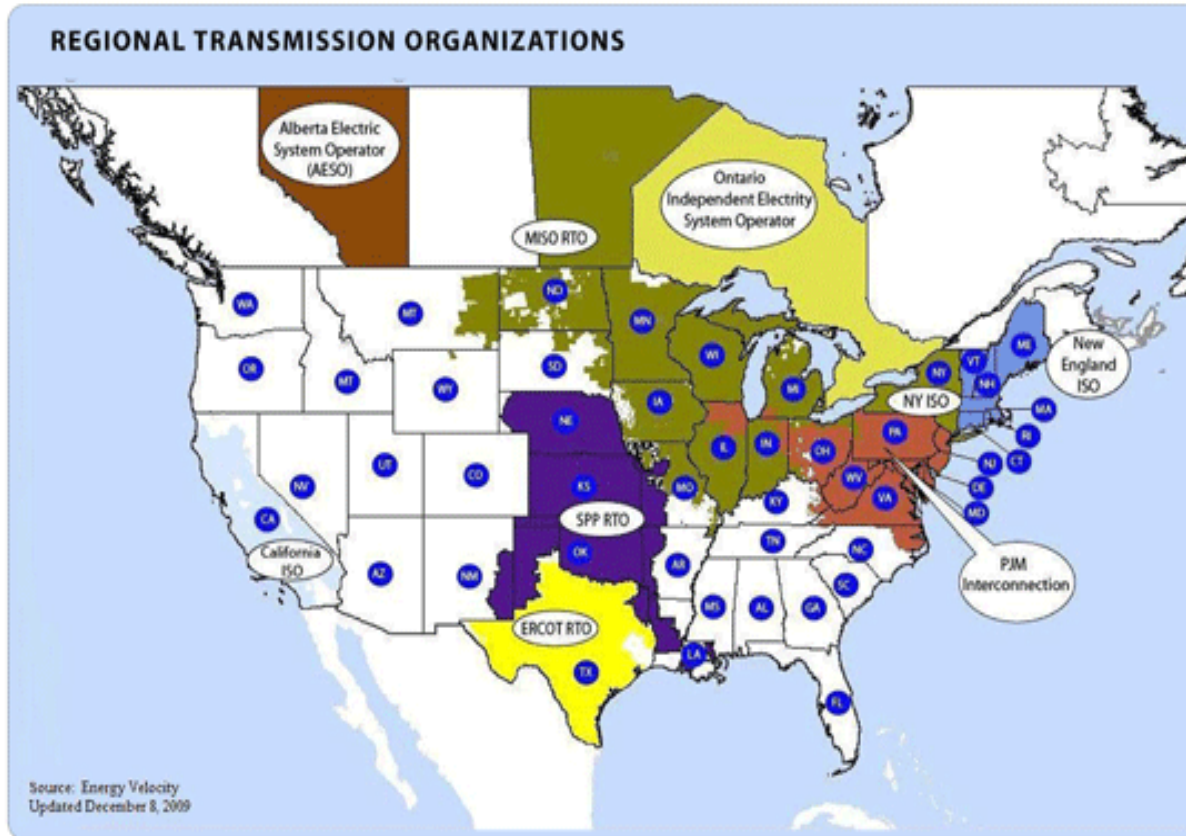 REGIONAL TRANSMISSION ORGANIZATIONS
Alberta Electric
System Operator
(AESO)
Ontario
Independent Electrity
System Operator
MISO RTO
WA
MT
ND
MN
WI
MI
OR
MT
WY
SD
IA
NY
VT
NH
ME
New
England
ISO
NY ISO
MA
RI
CT
NJ
DE
MD
NE
IL
IN
OH
PA
WV
VA
NV
UT
CO
KS
MO
KY
CA
California
ISO
SPP RTO
AZ
NM
OK
AR
TN
NC
SC
PJM
Interconnection
MS
AL
GA
ERCOT RTO
TX
LA
FL
Source: Energy Velocity
Updated December 8, 2009